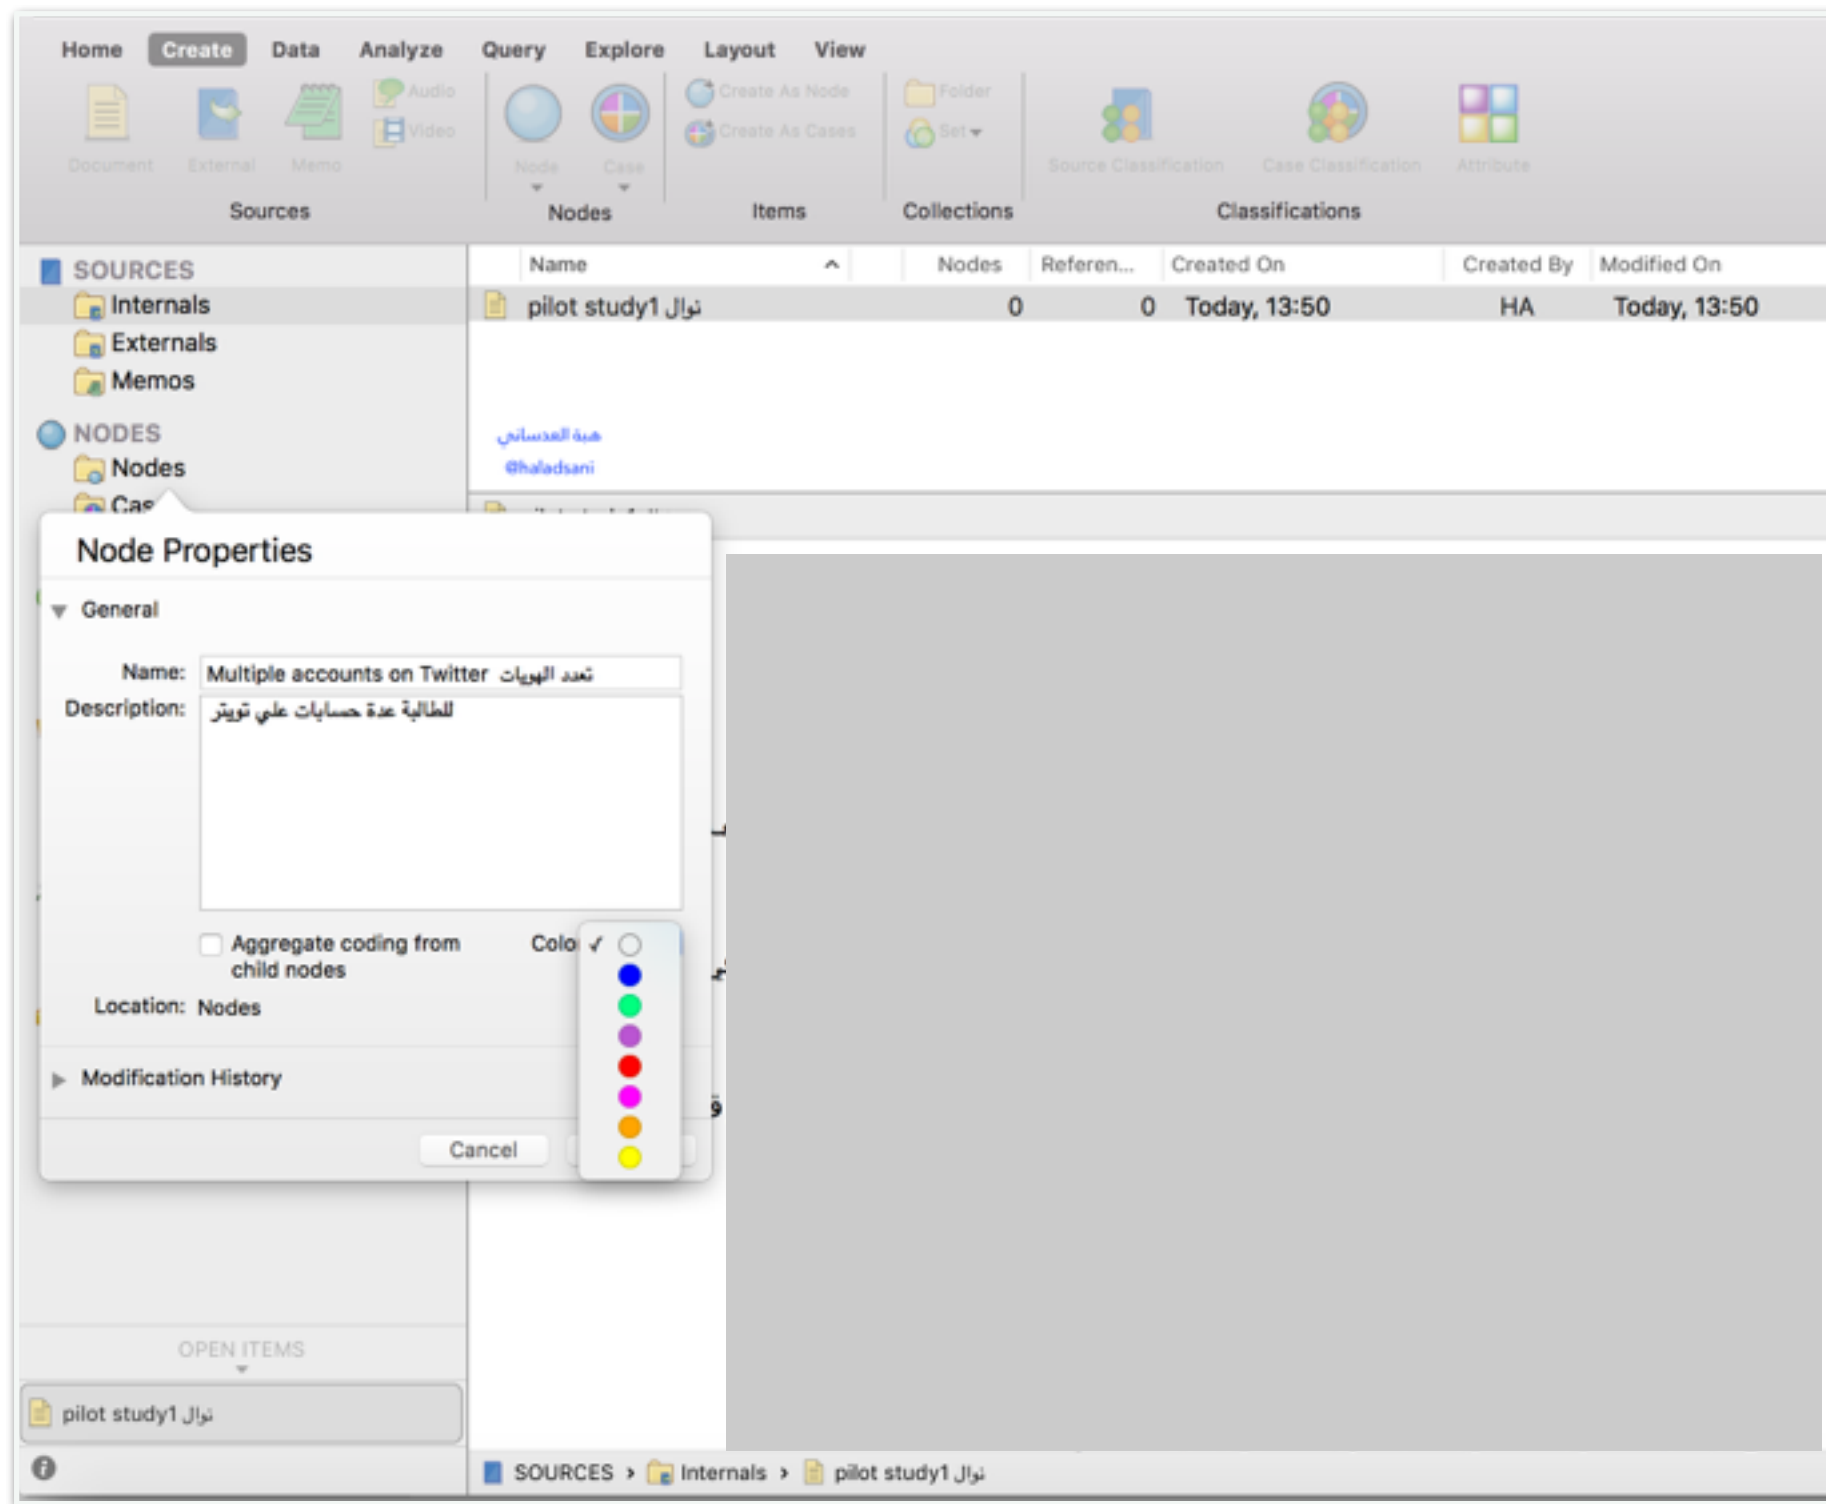 Home Create Data Analyze Query Explore Layout View
Audio Create As Node Folder
Video Create As Cases Set
Document External Memo Node Case Source Classification Case Classification Attribute
Sources Nodes Items Collections Classifications
SOURCES
Internals
Externals
Memos
NODES
Nodes
Cas
Name Nodes Referen... Created On Created By Modified On
pilot study1 نوال 0 0 Today, 13:50 HA Today, 13:50
هبة العدساني
@haladsani
Node Properties
General
Name: Multiple accounts on Twitter تعدد الهويات
Description: للطالبة عدة حسابات علي تويتر
Aggregate coding from
child nodes
Colo
Location: Nodes
Modification History
Cancel
OPEN ITEMS
pilot study1 نوال
SOURCES › Internals › pilot study1 نوال